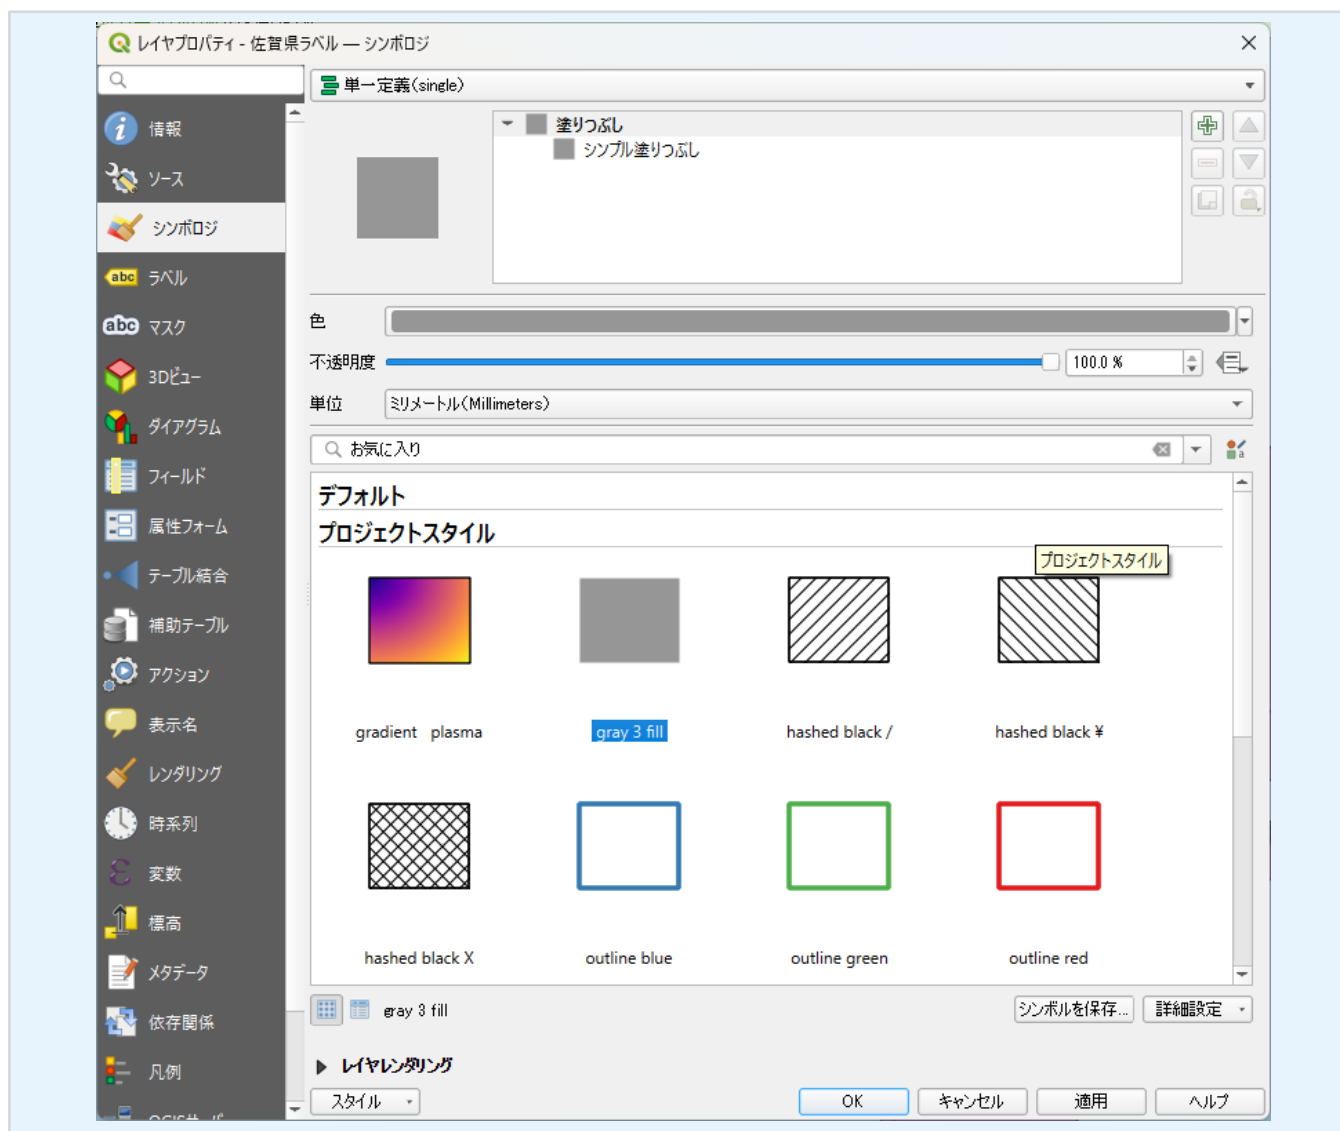 レイヤプロパティ - 佐賀県ラベル — シンボロジ
情報
ソース
シンボロジ
abc ラベル
abc マスク
3Dビュー
ダイアグラム
フィールド
属性フォーム
テーブル結合
補助テーブル
アクション
表示名
レンダリング
時系列
変数
標高
メタデータ
依存関係
凡例
単一定義(single)
塗りつぶし
シンプル塗りつぶし
色
不透明度 100.0 %
単位 ミリメートル(Millimeters)
お気に入り
デフォルト
プロジェクトスタイル
プロジェクトスタイル
gradient plasma
gray 3 fill
hashed black /
hashed black ¥
hashed black X
outline blue
outline green
outline red
gray 3 fill
シンボルを保存...
詳細設定
レイヤレンダリング
スタイル
OK
キャンセル
適用
ヘルプ